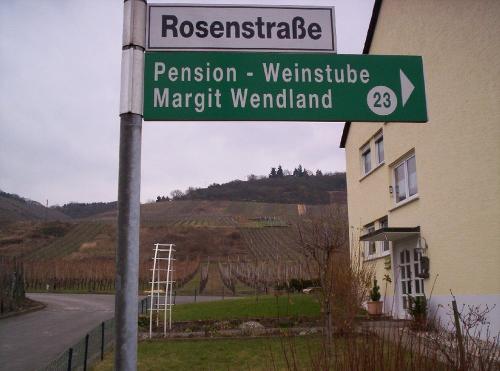 Rosenstraße
Pension - Weinstube
Margit Wendland
23